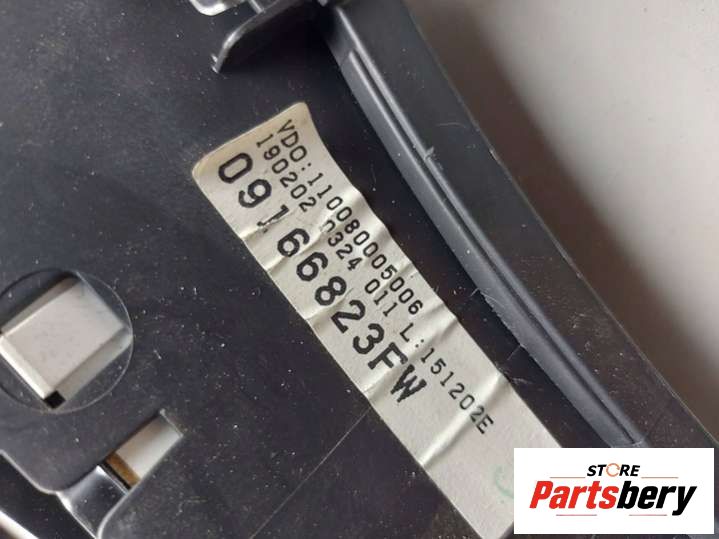 VDO:110080005006
190202 0324 011 L:151202E
09166823FW
STORE
Partsbery